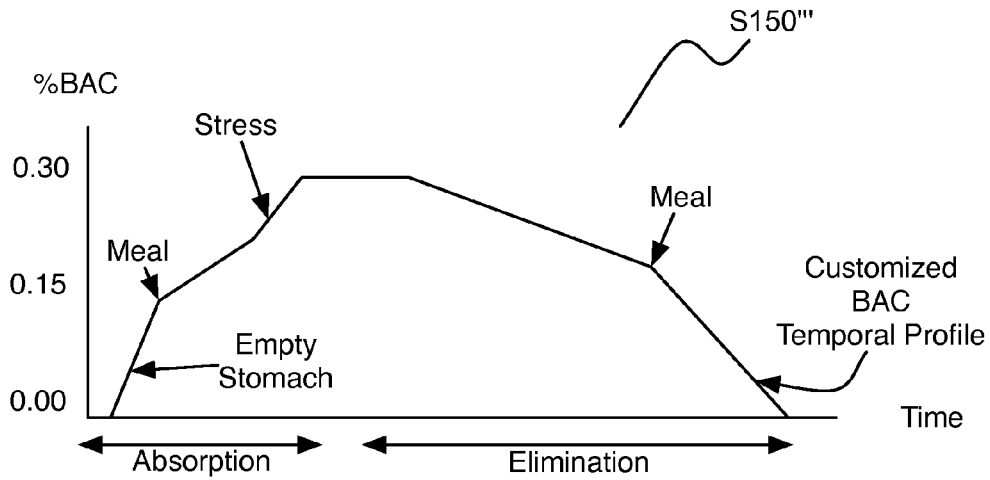 S150'''
%BAC
Stress
0.30
Meal
Meal
0.15
Customized
BAC
Temporal Profile
Empty
Stomach
0.00
Time
Absorption
Elimination